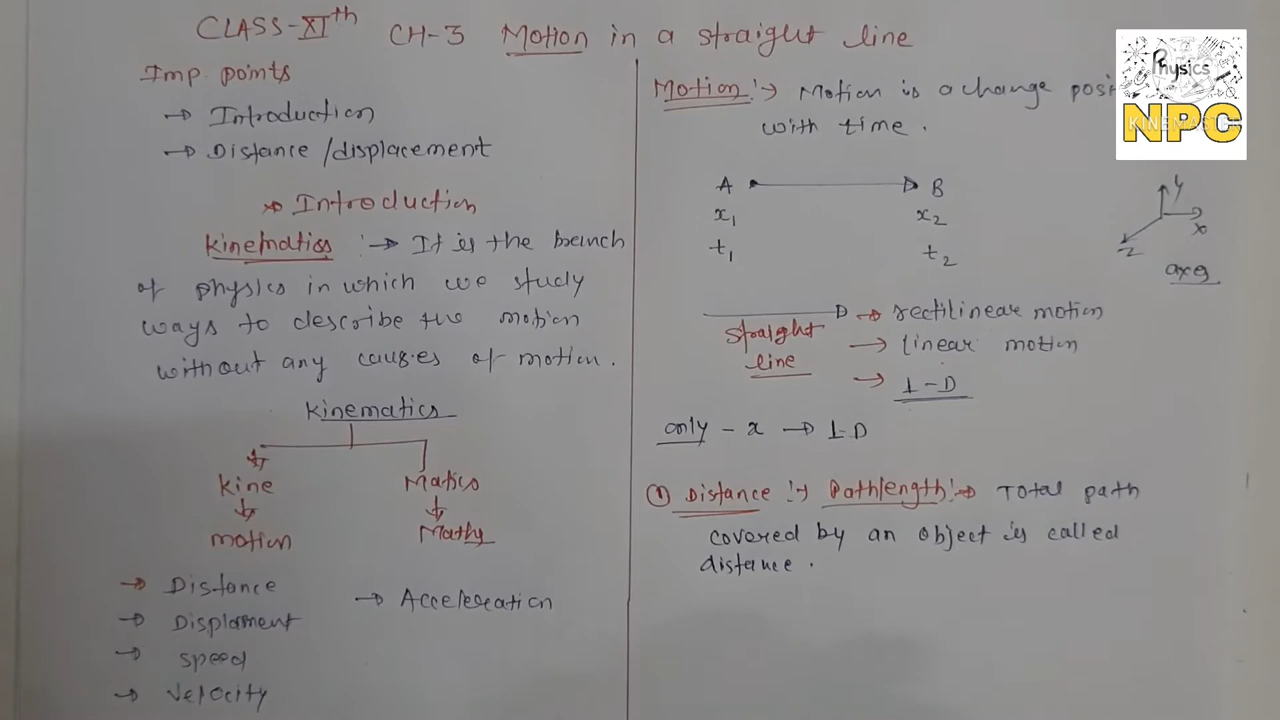 CLASS-XIth CH-3 Motion in a straight line
Imp. points
→ Introduction
→ Distance/displacement
Introduction
Kinematics :→ It is the branch
of physics in which we study
ways to describe the motion
without any causes of motion.
Kinematics
Kine Matics
motion Maths
→ Distance
→ Displament
→ speed
→ velocity
→ Acceleration
Motion :→ Motion is a change posi
with time.
A B
x1 x2
t1 t2
y
x
z
axes
straight line
→ rectilinear motion
→ linear motion
→ 1-D
only - x → 1-D
① Distance :→ Pathlength :→ Total path
covered by an object is called
distance.
Physics
NPC
KINEMASTER